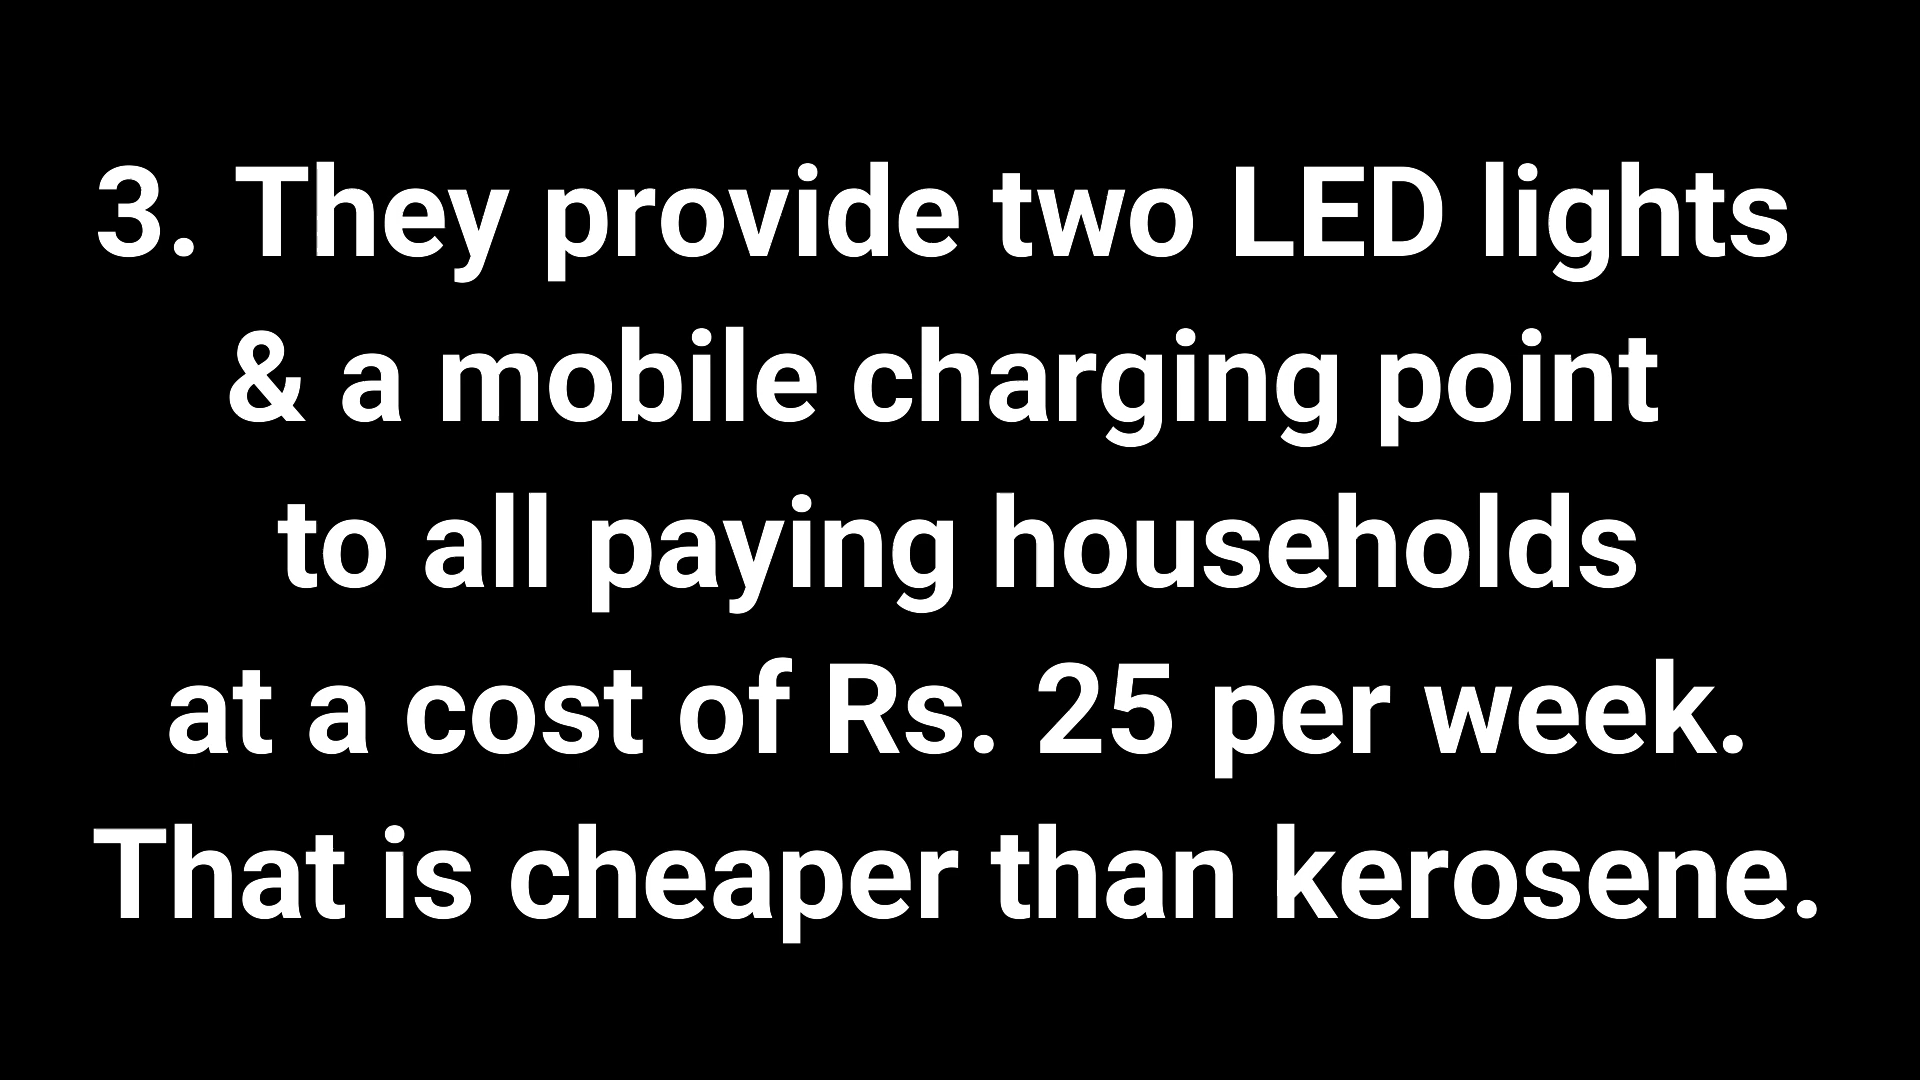 3. They provide two LED lights
& a mobile charging point
to all paying households
at a cost of Rs. 25 per week.
That is cheaper than kerosene.